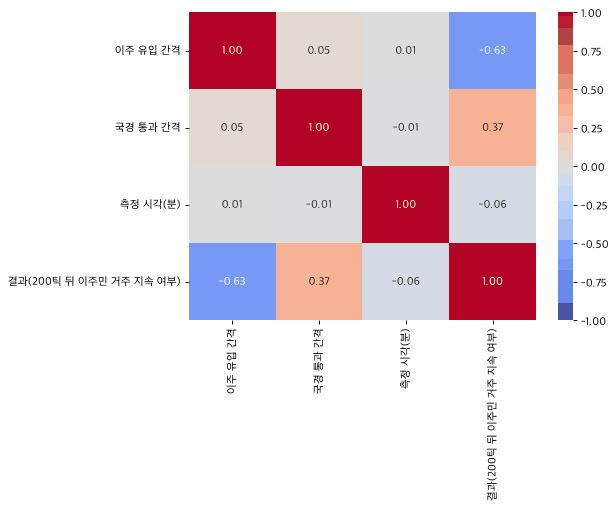 이주 유입 간격
1.00 0.05 0.01 -0.63
국경 통과 간격
0.05 1.00 -0.01 0.37
측정 시각(분)
0.01 -0.01 1.00 -0.06
결과(200틱 뒤 이주민 거주 지속 여부)
-0.63 0.37 -0.06 1.00
이주 유입 간격
국경 통과 간격
측정 시각(분)
결과(200틱 뒤 이주민 거주 지속 여부)
1.00
0.75
0.50
0.25
0.00
-0.25
-0.50
-0.75
-1.00